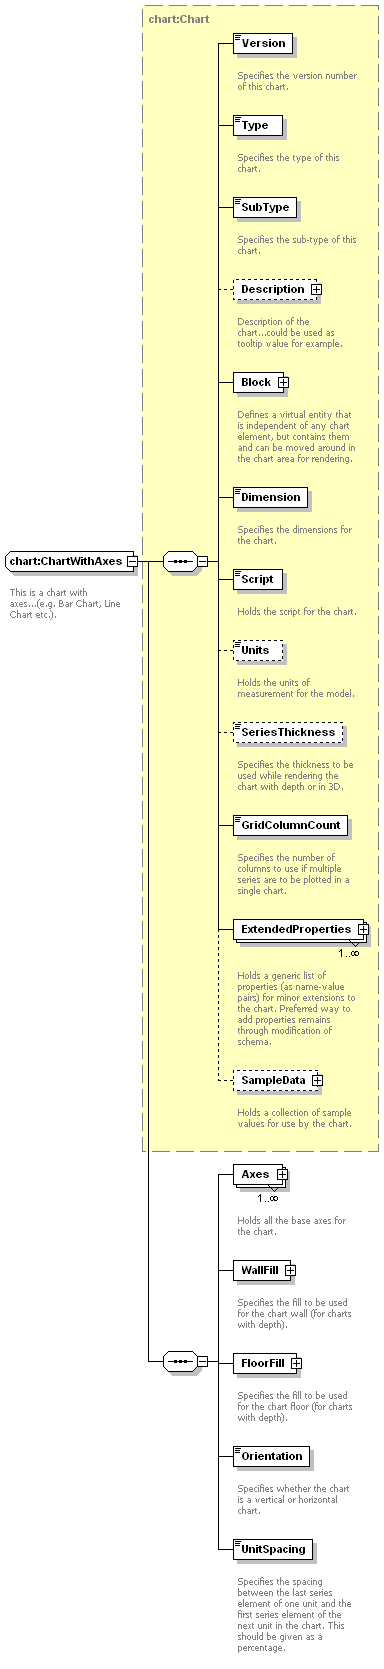 chart:Chart
Version
Specifies the version number
of this chart.
Type
Specifies the type of this
chart.
SubType
Specifies the sub-type of this
chart.
Description
Description of the
chart...could be used as
tooltip value for example.
Block
Defines a virtual entity that
is independent of any chart
element, but contains them
and can be moved around in
the chart area for rendering.
Dimension
Specifies the dimensions for
the chart.
chart:ChartWithAxes
This is a chart with
axes...(e.g. Bar Chart, Line
Chart etc.).
Script
Holds the script for the chart.
Units
Holds the units of
measurement for the model.
SeriesThickness
Specifies the thickness to be
used while rendering the
chart with depth or in 3D.
GridColumnCount
Specifies the number of
columns to use if multiple
series are to be plotted in a
single chart.
ExtendedProperties
1..∞
Holds a generic list of
properties (as name-value
pairs) for minor extensions to
the chart. Preferred way to
add properties remains
through modification of
schema.
SampleData
Holds a collection of sample
values for use by the chart.
Axes
1..∞
Holds all the base axes for
the chart.
WallFill
Specifies the fill to be used
for the chart wall (for charts
with depth).
FloorFill
Specifies the fill to be used
for the chart floor (for charts
with depth).
Orientation
Specifies whether the chart
is a vertical or horizontal
chart.
UnitSpacing
Specifies the spacing
between the last series
element of one unit and the
first series element of the
next unit in the chart. This
should be given as a
percentage.